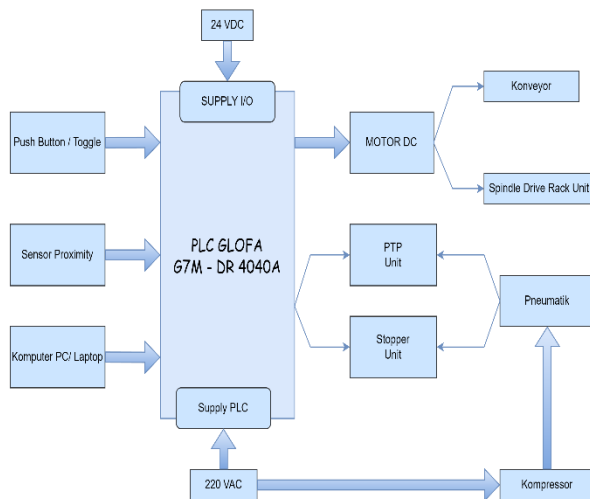 24 VDC
SUPPLY I/O
Push Button / Toggle
Sensor Proximity
Komputer PC/ Laptop
PLC GLOFA
G7M - DR 4040A
Supply PLC
220 VAC
MOTOR DC
Konveyor
Spindle Drive Rack Unit
PTP
Unit
Stopper
Unit
Pneumatik
Kompressor